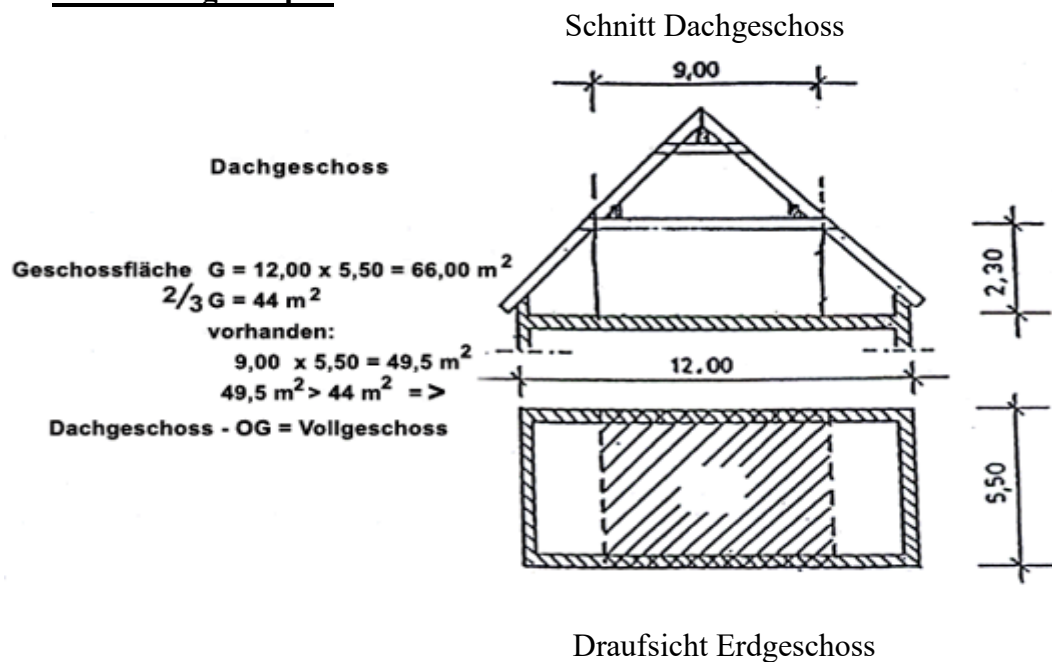 Schnitt Dachgeschoss
9,00
Dachgeschoss
Geschossfläche G = 12,00 x 5,50 = 66,00 m²
2/3 G = 44 m²
vorhanden:
9,00 x 5,50 = 49,5 m²
49,5 m² > 44 m² = >
Dachgeschoss - OG = Vollgeschoss
2,30
12.00
5,50
Draufsicht Erdgeschoss